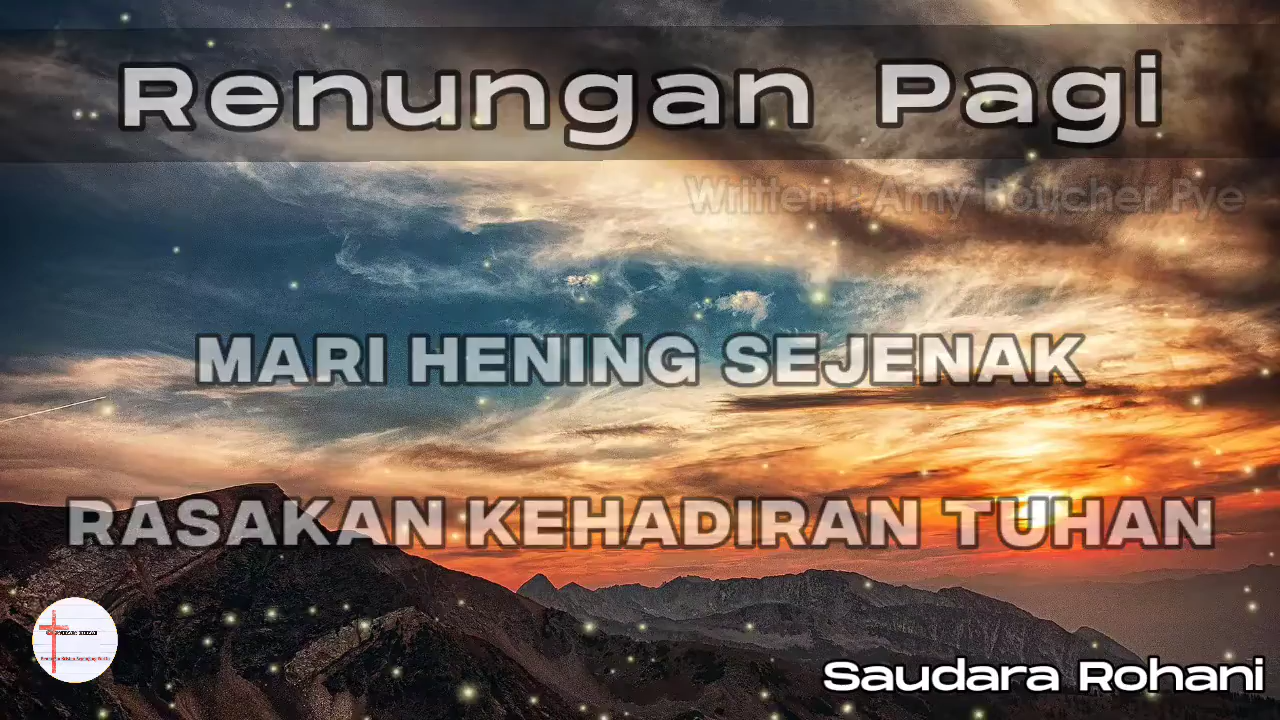 Renungan Pagi
Written : Amy Boucher Pye
MARI HENING SEJENAK
RASAKAN KEHADIRAN TUHAN
Saudara Rohani